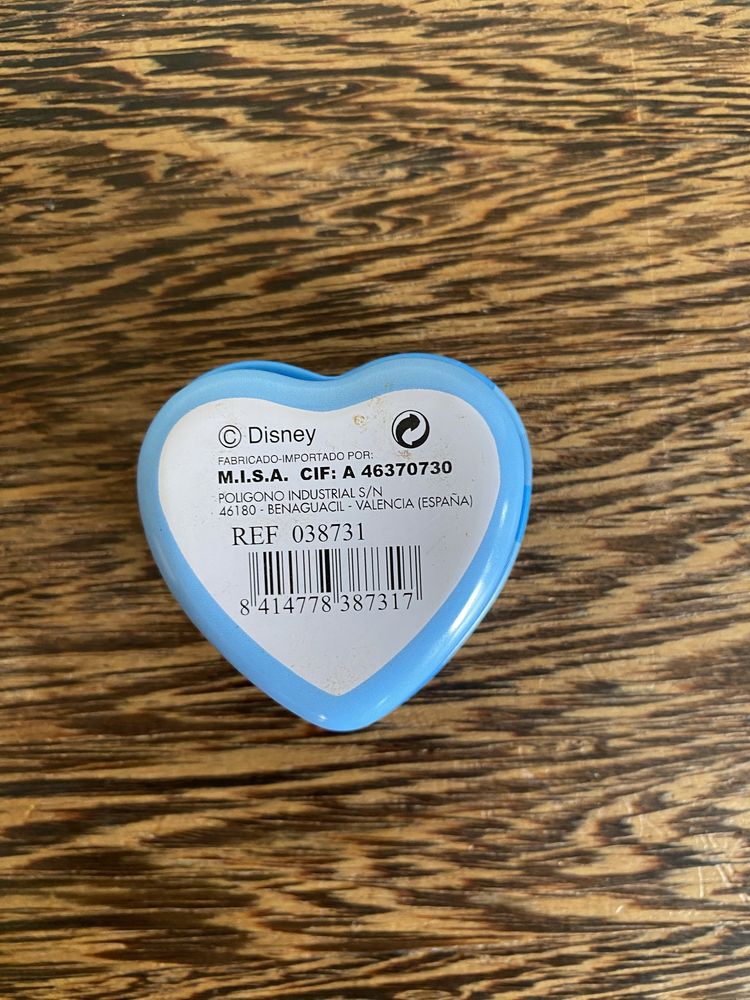 © Disney
FABRICADO-IMPORTADO POR:
M.I.S.A. CIF: A 46370730
POLIGONO INDUSTRIAL S/N
46180 - BENAGUACIL - VALENCIA (ESPAÑA)
REF 038731
8 414778 387317